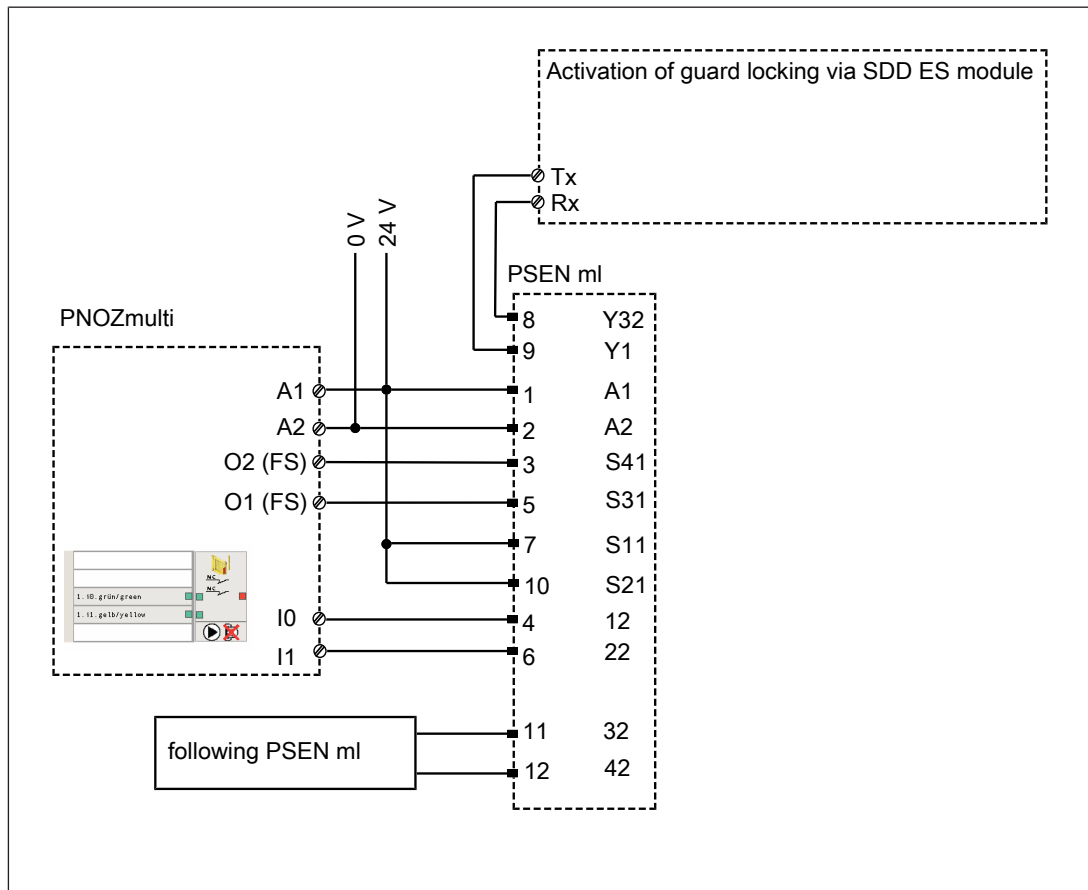 Activation of guard locking via SDD ES module
Tx
Rx
0 V
24 V
PSEN ml
8 Y32
9 Y1
PNOZmulti
A1
1 A1
A2
2 A2
O2 (FS)
3 S41
O1 (FS)
5 S31
7 S11
10 S21
NC
NC
1.i0.grün/green
1.i1.gelb/yellow
I0
4 12
I1
6 22
following PSEN ml
11 32
12 42